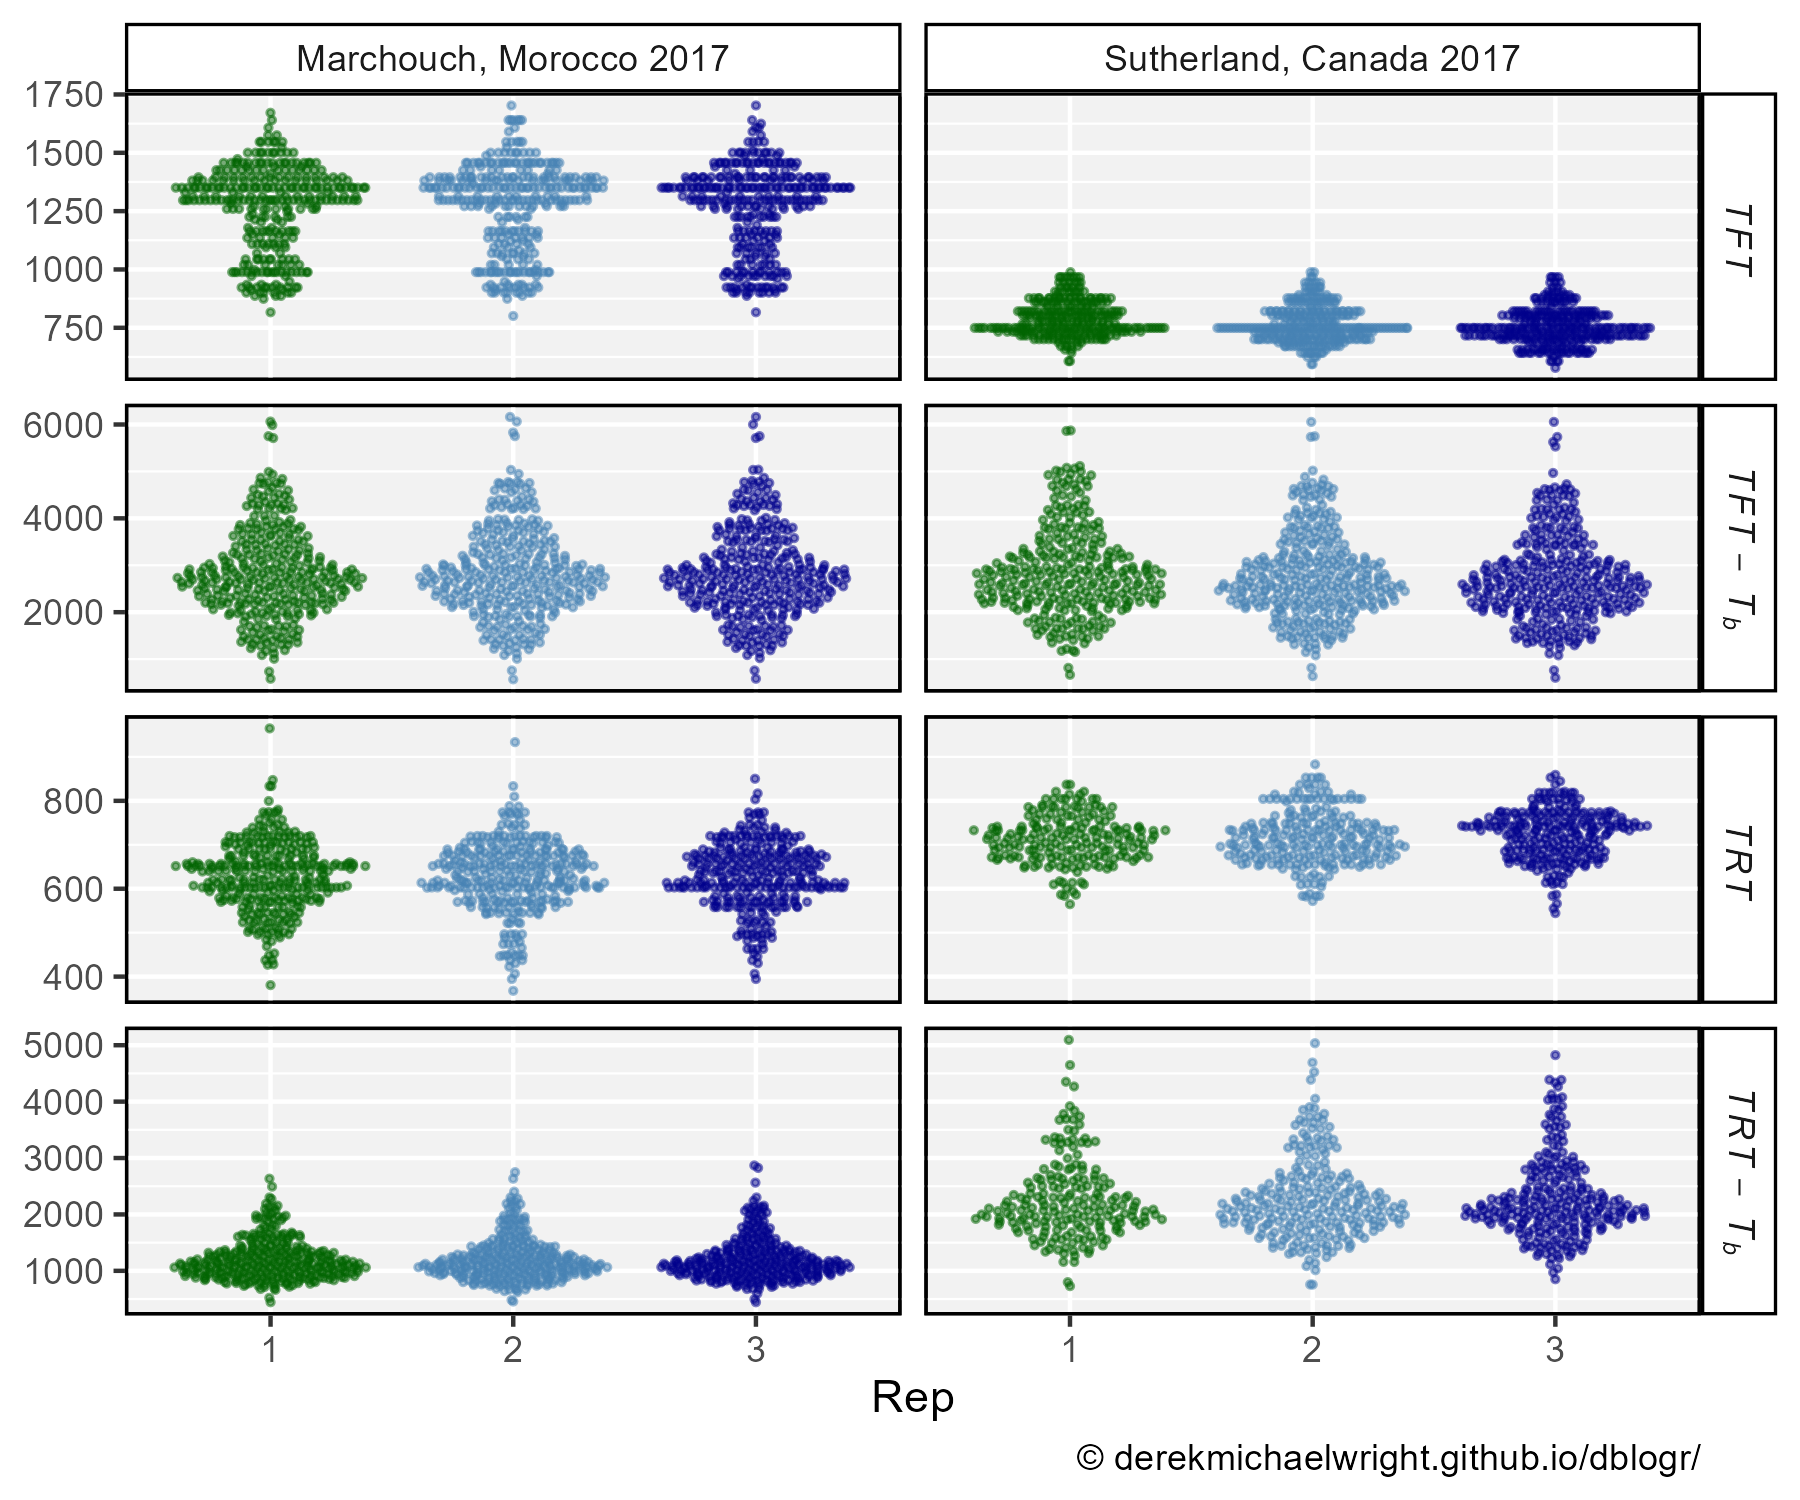 Marchouch, Morocco 2017
Sutherland, Canada 2017
1750
1500
1250
1000
750
TFT
6000
4000
2000
TFT − Tb
800
600
400
TRT
5000
4000
3000
2000
1000
TRT − Tb
1 2 3 1 2 3
Rep
© derekmichaelwright.github.io/dblogr/